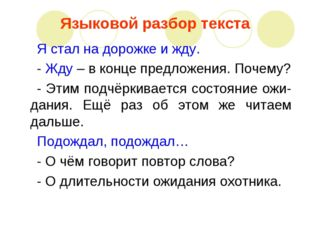 Языковой разбор текста
Я стал на дорожке и жду.
- Жду – в конце предложения. Почему?
- Этим подчёркивается состояние ожи-
дания. Ещё раз об этом же читаем
дальше.
Подождал, подождал…
- О чём говорит повтор слова?
- О длительности ожидания охотника.